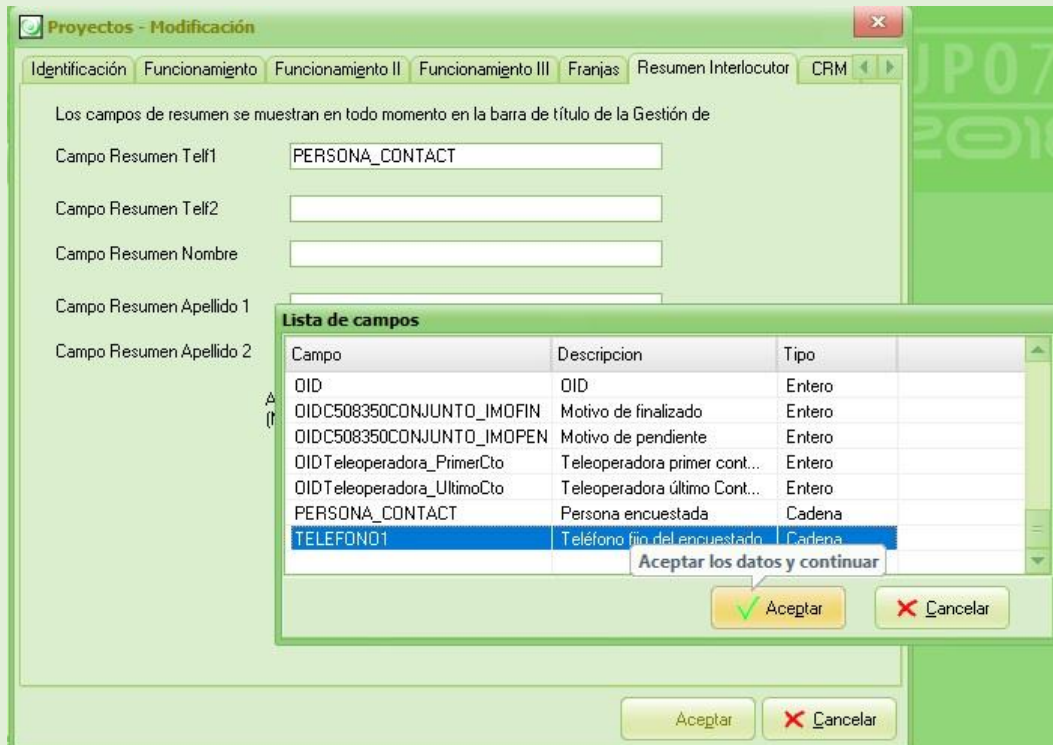 Proyectos - Modificación
Identificación Funcionamiento Funcionamiento II Funcionamiento III Franjas Resumen Interlocutor CRM
Los campos de resumen se muestran en todo momento en la barra de título de la Gestión de
Campo Resumen Telf1 PERSONA_CONTACT
Campo Resumen Telf2
Campo Resumen Nombre
Campo Resumen Apellido 1
Campo Resumen Apellido 2
Lista de campos
Campo Descripcion Tipo
OID OID Entero
OIDC508350CONJUNTO_IMOFIN Motivo de finalizado Entero
OIDC508350CONJUNTO_IMOPEN Motivo de pendiente Entero
OIDTeleoperadora_PrimerCto Teleoperadora primer cont... Entero
OIDTeleoperadora_UltimoCto Teleoperadora último Cont... Entero
PERSONA_CONTACT Persona encuestada Cadena
TELEFONO1 Teléfono fijo del encuestado Cadena
Aceptar los datos y continuar
Aceptar Cancelar
Aceptar Cancelar